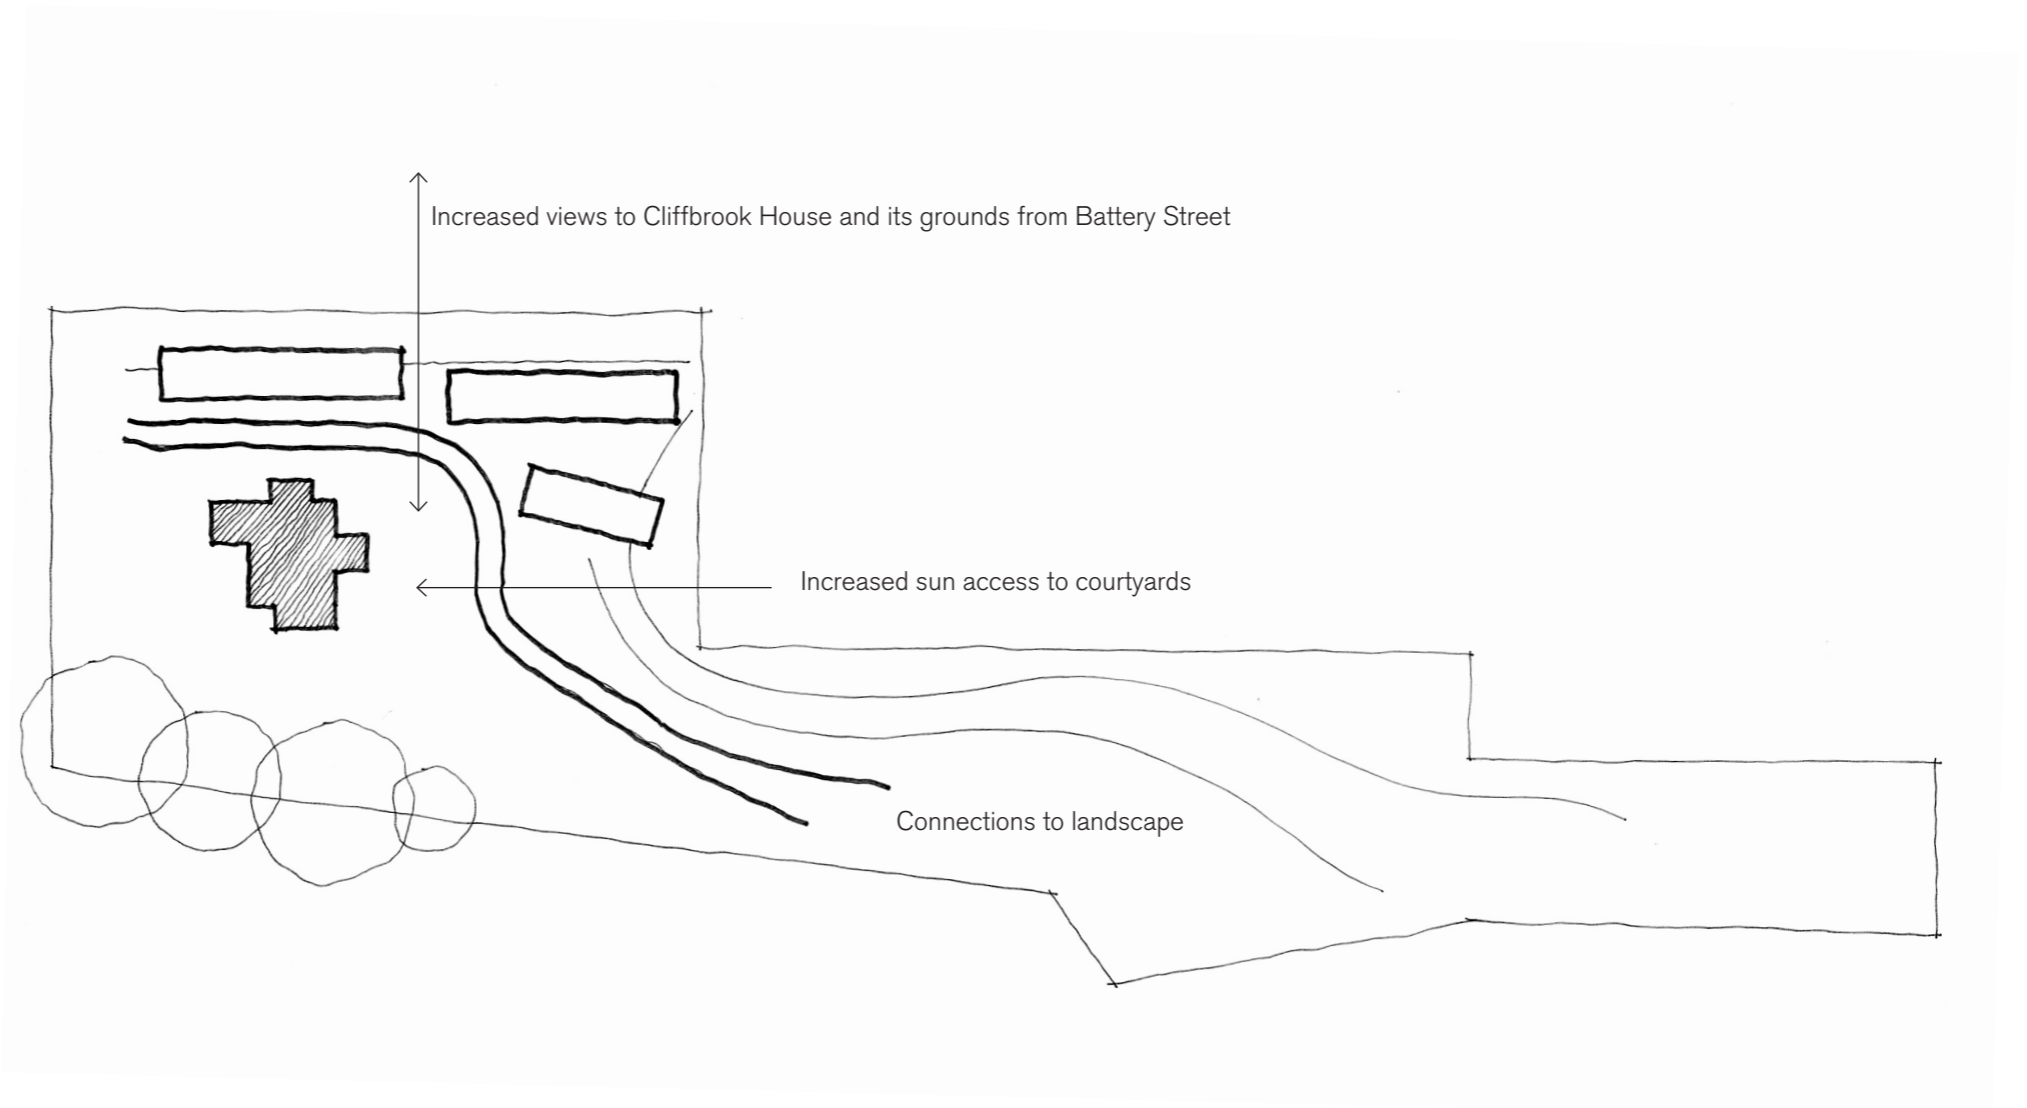 Increased views to Cliffbrook House and its grounds from Battery Street
Increased sun access to courtyards
Connections to landscape